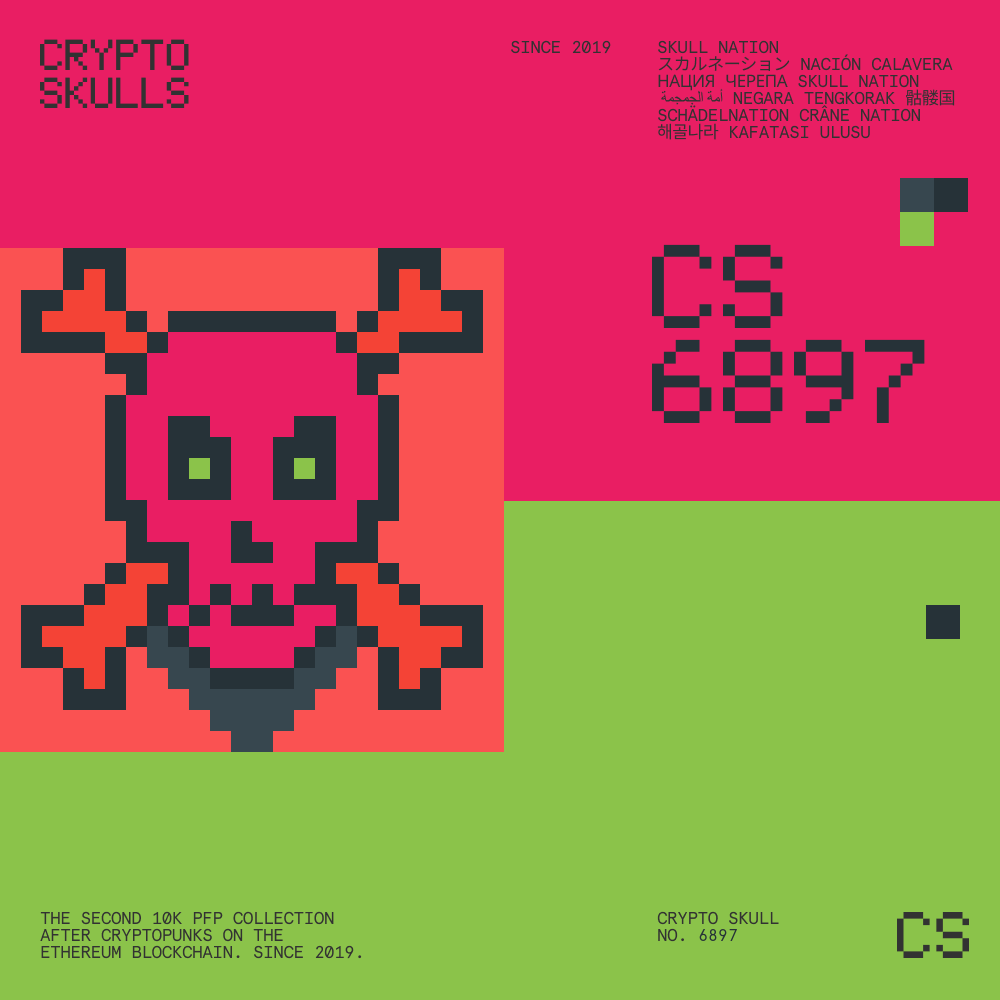 CRYPTO
SKULLS
SINCE 2019
SKULL NATION
スカルネーション NACIÓN CALAVERA
НАЦИЯ ЧЕРЕПА SKULL NATION
أمة الجمجمة NEGARA TENGKORAK 骷髅国
SCHÄDELNATION CRÂNE NATION
해골나라 KAFATASI ULUSU
CS
6897
THE SECOND 10K PFP COLLECTION
AFTER CRYPTOPUNKS ON THE
ETHEREUM BLOCKCHAIN. SINCE 2019.
CRYPTO SKULL
NO. 6897
CS